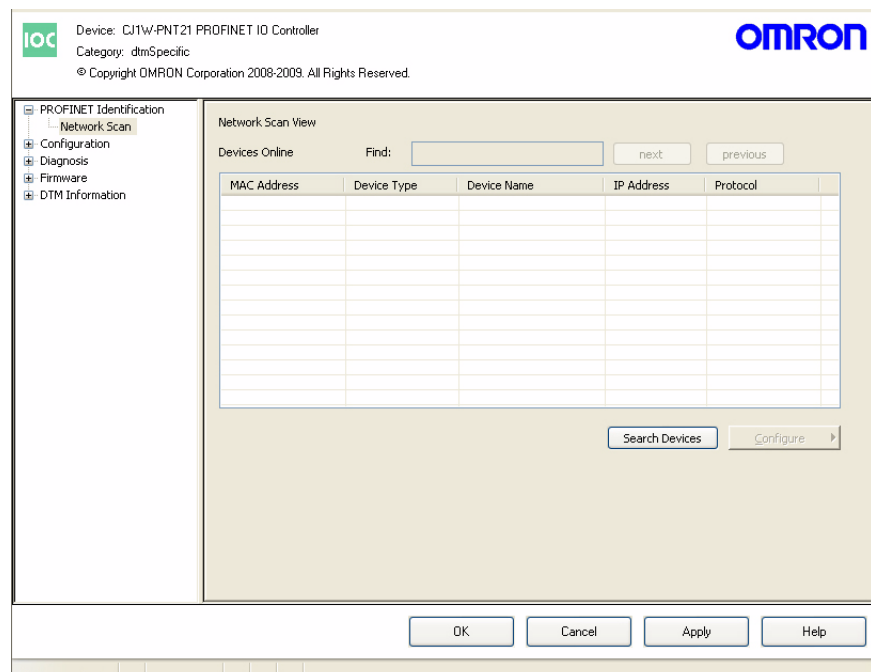 IOC
Device: CJ1W-PNT21 PROFINET IO Controller
Category: dtmSpecific
© Copyright OMRON Corporation 2008-2009. All Rights Reserved.
OMRON
PROFINET Identification
Network Scan
Configuration
Diagnosis
Firmware
DTM Information
Network Scan View
Devices Online Find: next previous
MAC Address Device Type Device Name IP Address Protocol
Search Devices Configure
OK Cancel Apply Help